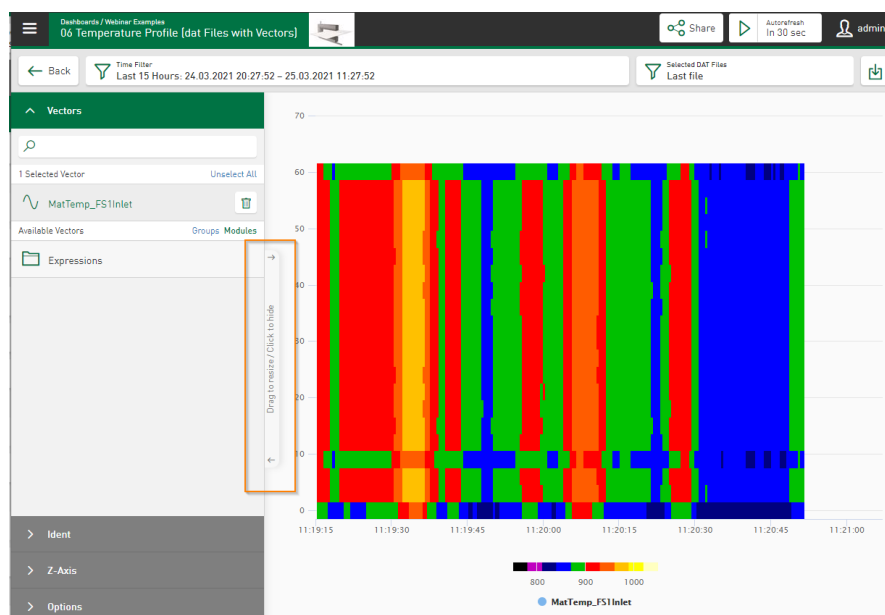 Dashboards / Webinar Examples
06 Temperature Profile (dat Files with Vectors)
Share
Autorefresh
In 30 sec
admin
Back
Time Filter
Last 15 Hours: 24.03.2021 20:27:52 – 25.03.2021 11:27:52
Selected DAT Files
Last file
Vectors
1 Selected Vector
Unselect All
MatTemp_FS1Inlet
Available Vectors
Groups Modules
Expressions
Drag to resize / Click to hide
Ident
Z-Axis
Options
70
60
50
40
30
20
10
0
11:19:15 11:19:30 11:19:45 11:20:00 11:20:15 11:20:30 11:20:45 11:21:00
800 900 1000
MatTemp_FS1Inlet